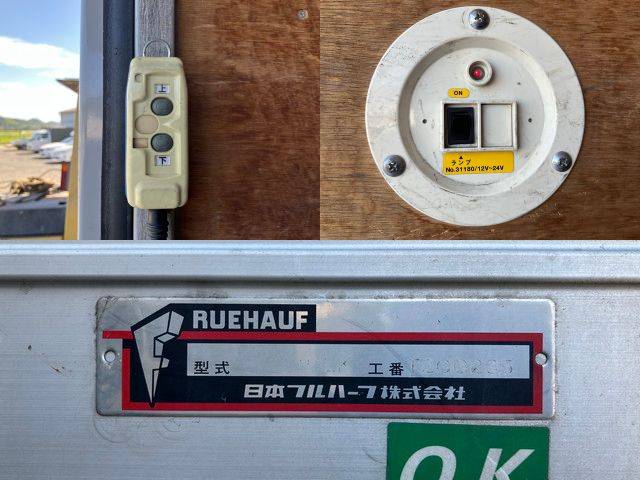 上
下
ON
▲
ランプ
No.31180/12V~24V
RUEHAUF
型式 工番
日本フルハーフ株式会社
OK